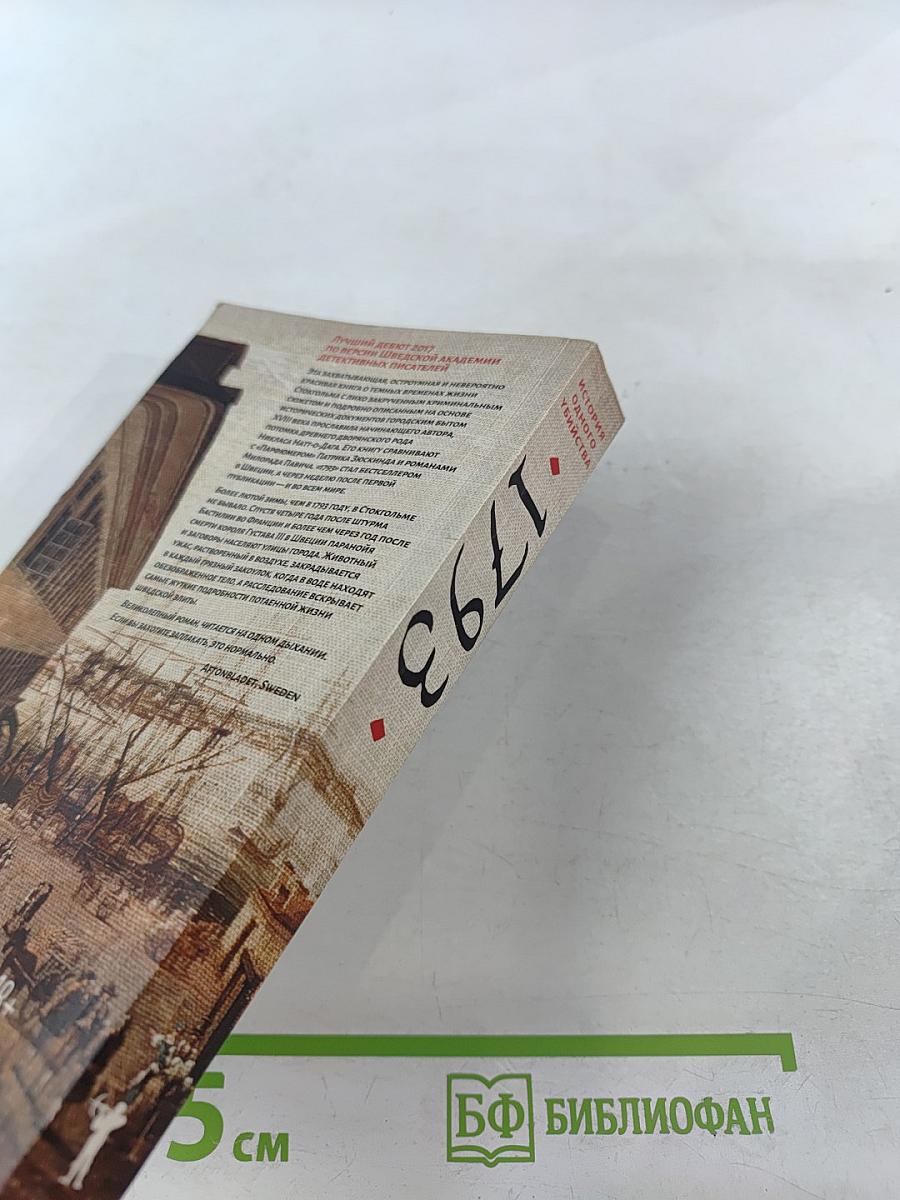 Лучший дебют 2017
по версии Шведской академии
детективных писателей
Эта захватывающая, остроумная и невероятно
красивая книга о темных временах жизни
Стокгольма с лихо закрученным криминальным
сюжетом и подробно описанным на основе
исторических документов городским бытом
XVIII века прославила начинающего автора,
потомка древнего дворянского рода
Никласа Натт-о-Дага. Его книгу сравнивают
с «Парфюмером» Патрика Зюскинда и романами
Милорада Павича. «1793» стал бестселлером
в Швеции, а через неделю после первой
публикации — и во всем мире.
Более лютой зимы, чем в 1793 году, в Стокгольме
не бывало. Спустя четыре года после штурма
Бастилии во Франции и более чем через год после
смерти короля Густава III в Швеции паранойя
и заговоры населяют улицы города. Животный
ужас, растворенный в воздухе, закрадывается
в каждый грязный закоулок, когда в воде находят
обезображенное тело, а расследование вскрывает
самые жуткие подробности потаенной жизни
шведской элиты.
Великолепный роман, читается на одном дыхании.
Если вы захотите заплакать, это нормально.
Aftonbladet, Sweden
История
одного
убийства
1793
18+
5 см
БФ БИБЛИОФАН